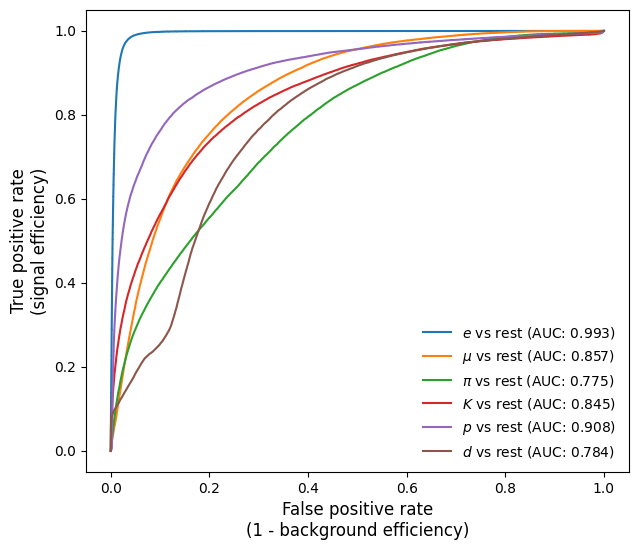 1.0
0.8
0.6
0.4
0.2
0.0
True positive rate
(signal efficiency)
e vs rest (AUC: 0.993)
μ vs rest (AUC: 0.857)
π vs rest (AUC: 0.775)
K vs rest (AUC: 0.845)
p vs rest (AUC: 0.908)
d vs rest (AUC: 0.784)
0.0 0.2 0.4 0.6 0.8 1.0
False positive rate
(1 - background efficiency)